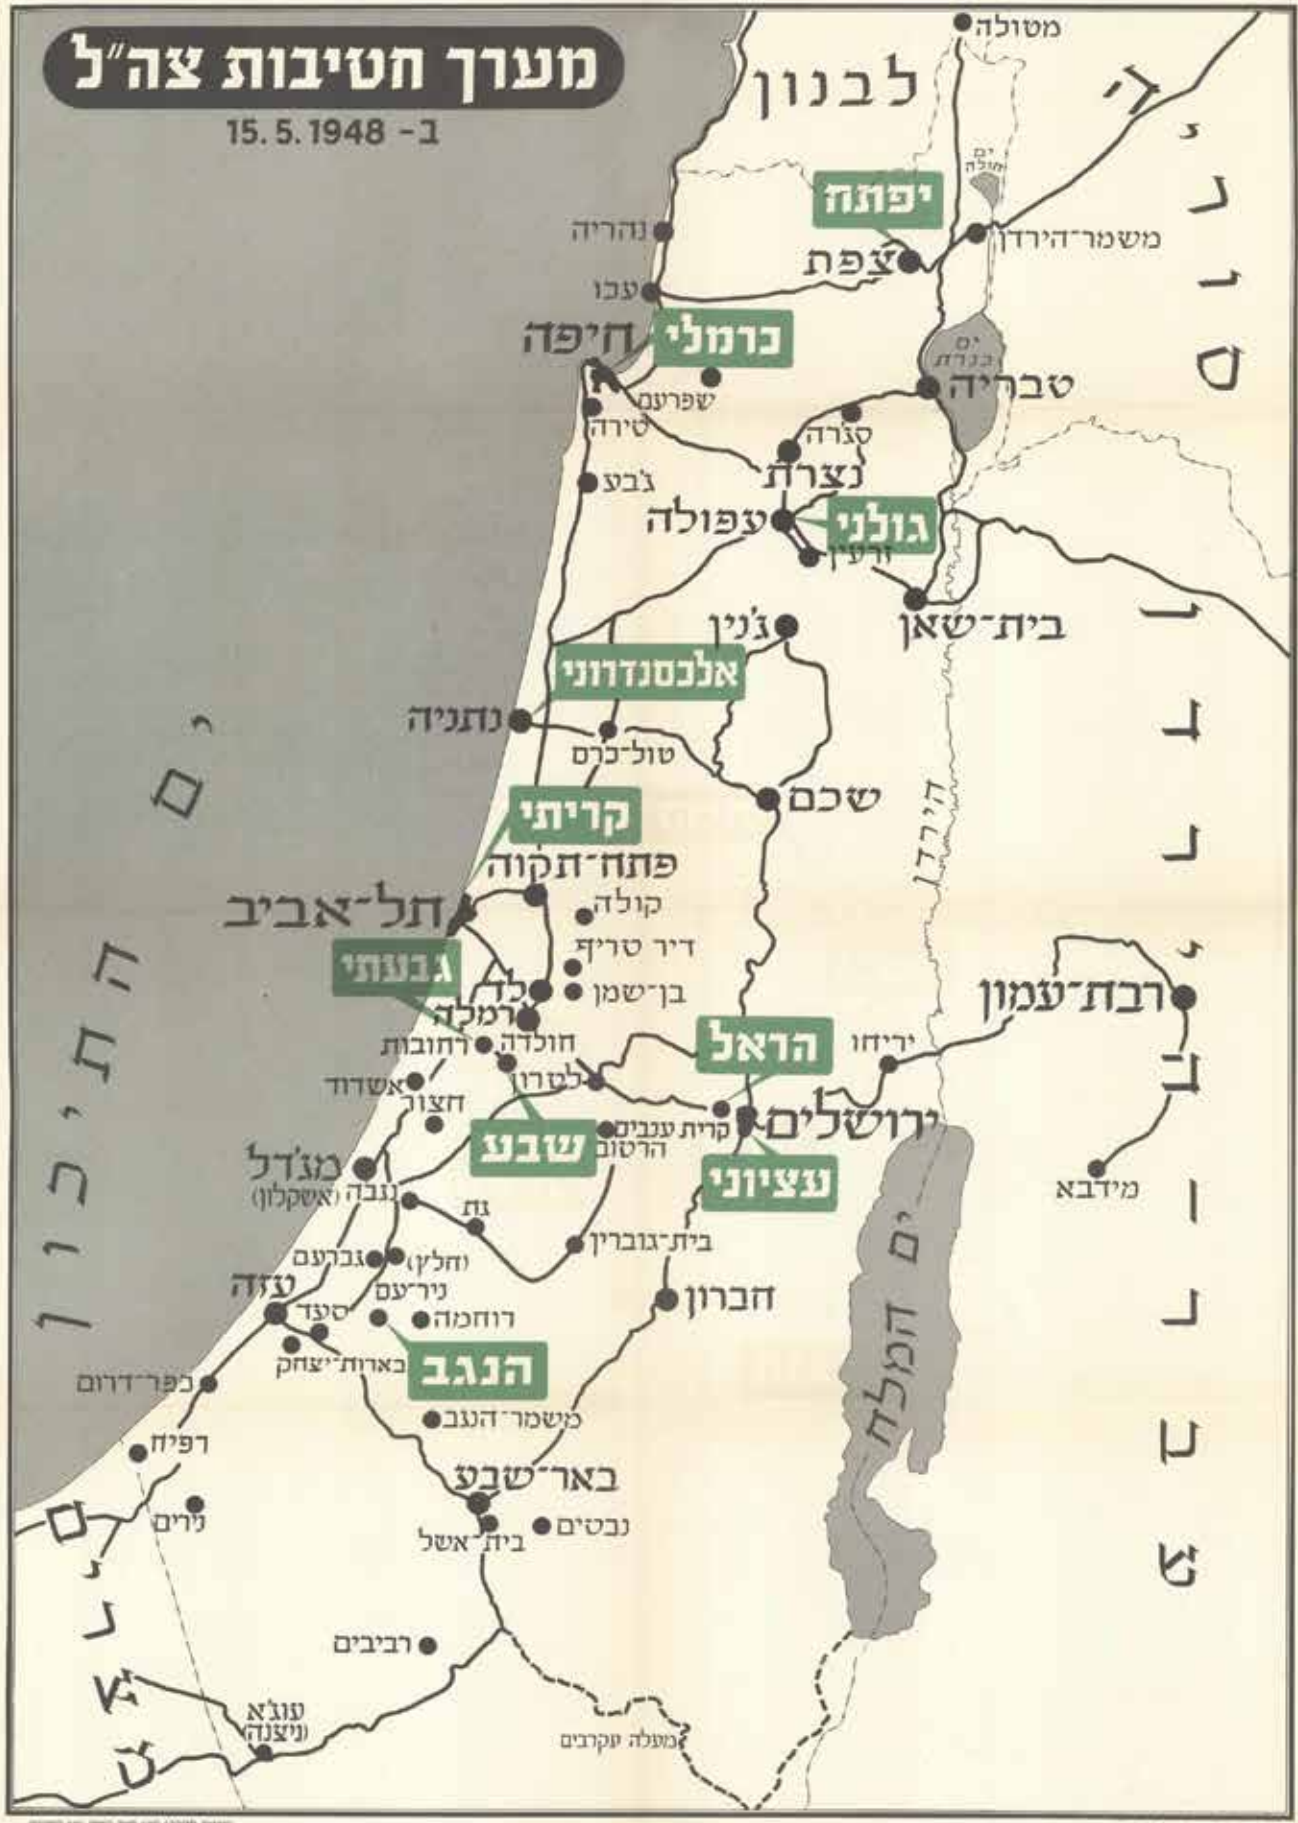 מערך חטיבות צה"ל
ב- 15.5.1948
מטולה
לבנון
סוריה
ים חולה
יפתח
משמר-הירדן
נהריה
צפת
עכו
חיפה
כרמלי
ים כנרת
טבריה
שפרעם
טירה
סג'רה
נצרת
ג'בע
עפולה
גולני
זרעין
בית-שאן
ג'נין
אלכסנדרוני
נתניה
טול-כרם
שכם
הירדן
קריתי
פתח-תקוה
תל-אביב
קולה
דיר טריף
גבעתי
לד
בן-שמן
רמלה
רבת-עמון
רחובות
חולדה
הראל
יריחו
אשדוד
לטרון
חצור
קרית ענבים
ירושלים
שבע
הרטוב
עציוני
מג'דל
(אשקלון)
נגבה
מידבא
גת
בית-גוברין
גברעם
(חלץ)
עזה
ניר-עם
חברון
סעד
רוחמה
בארות-יצחק
הנגב
כפר-דרום
משמר-הנגב
רפיח
באר-שבע
נירים
נבטים
בית-אשל
רביבים
עוג'א
(ניצנה)
מעלה עקרבים
ים המלח
ים התיכון
עבר-הירדן